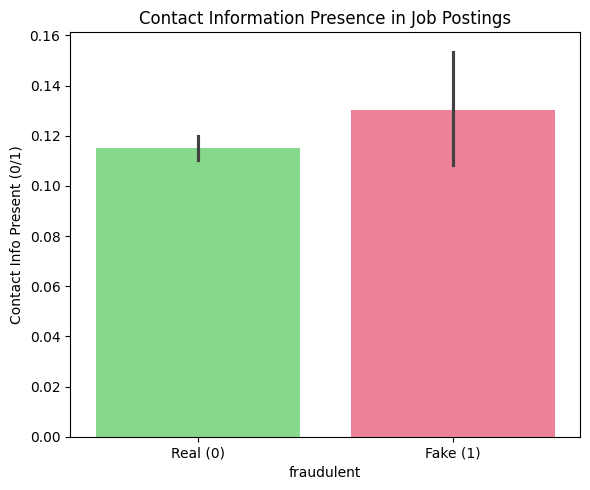 Contact Information Presence in Job Postings
Contact Info Present (0/1)
0.16
0.14
0.12
0.10
0.08
0.06
0.04
0.02
0.00
Real (0)
Fake (1)
fraudulent